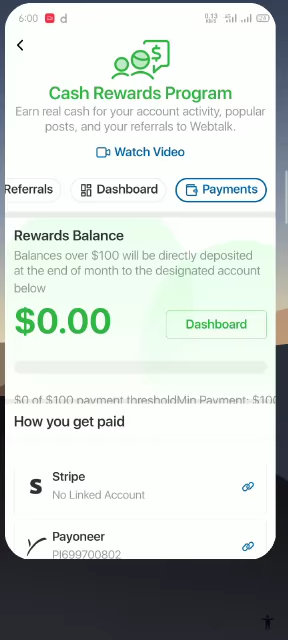 6:00
Cash Rewards Program
Earn real cash for your account activity, popular
posts, and your referrals to Webtalk.
Watch Video
Referrals
Dashboard
Payments
Rewards Balance
Balances over $100 will be directly deposited
at the end of month to the designated account
below
$0.00
Dashboard
$0 of $100 payment thresholdMin Payment: $100
How you get paid
Stripe
No Linked Account
Payoneer
PI699700802